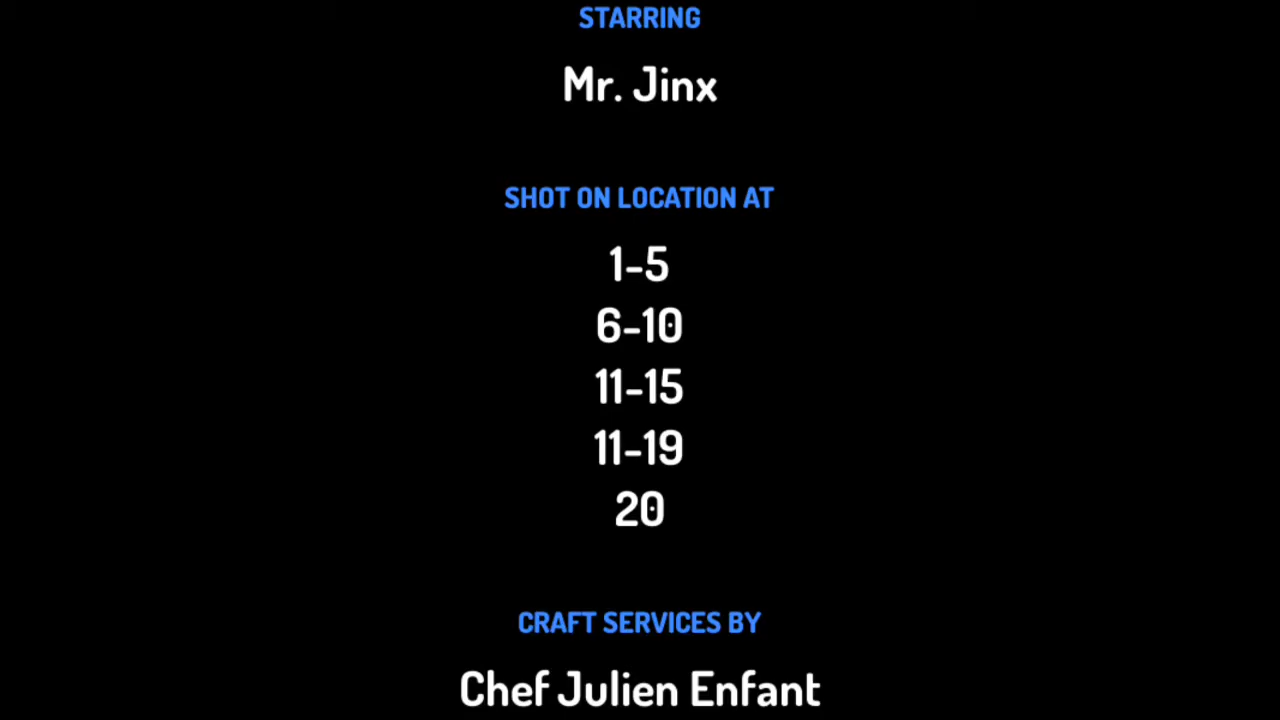 STARRING
Mr. Jinx
SHOT ON LOCATION AT
1-5
6-10
11-15
11-19
20
CRAFT SERVICES BY
Chef Julien Enfant